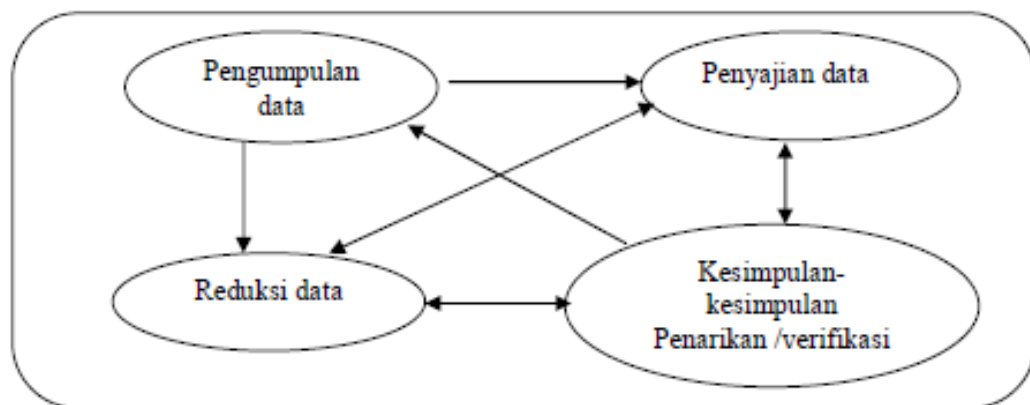 Pengumpulan
data
Penyajian data
Reduksi data
Kesimpulan-
kesimpulan
Penarikan /verifikasi